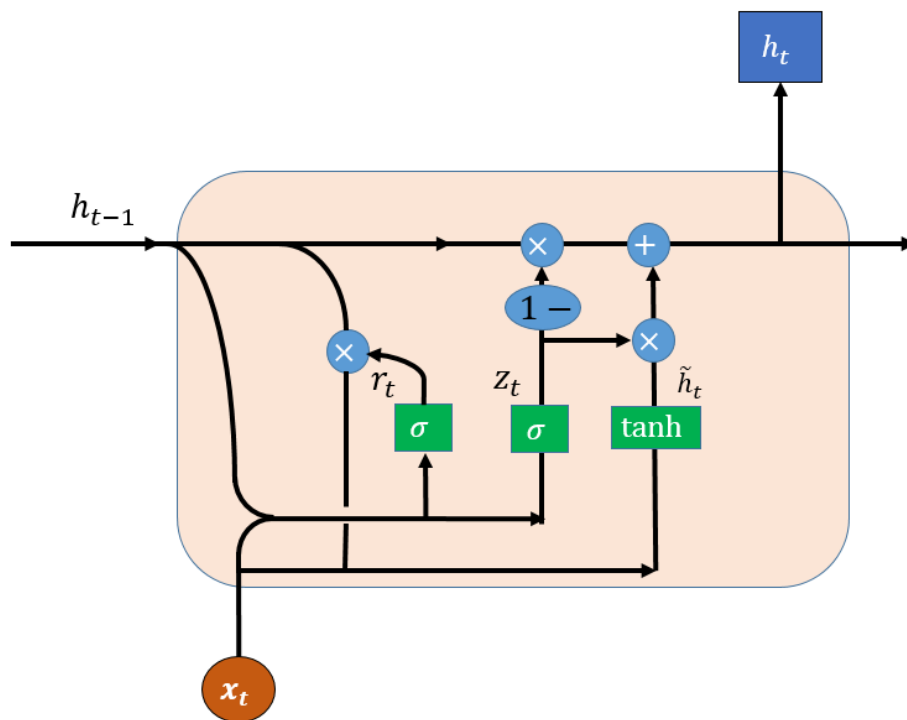 h_t
h_{t−1}
×
+
1 −
×
×
r_t
z_t
h̃_t
σ
σ
tanh
x_t